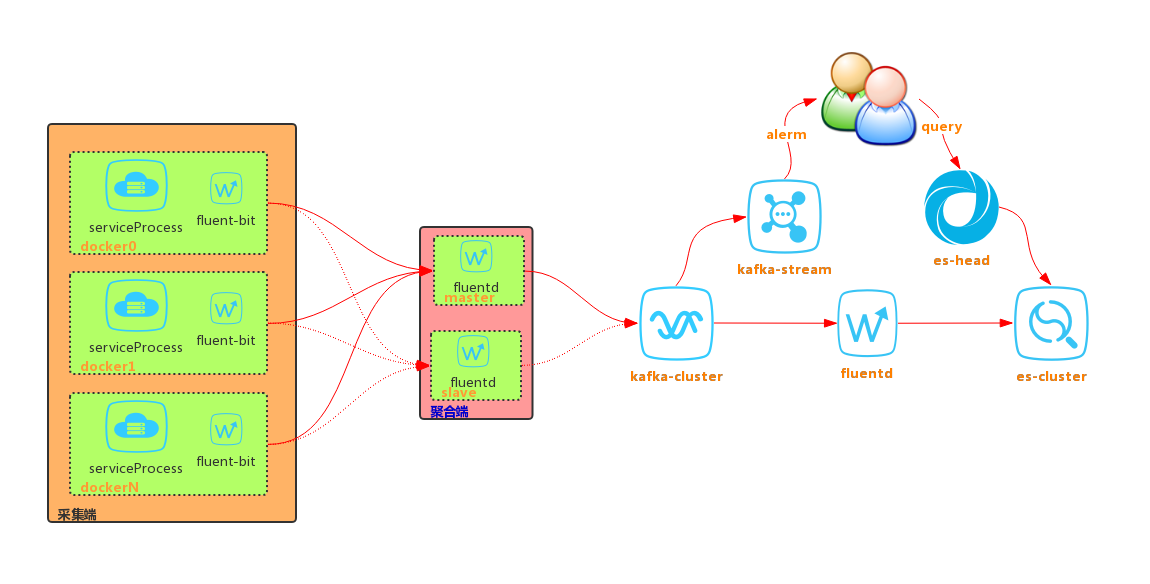 serviceProcess
fluent-bit
docker0
serviceProcess
fluent-bit
docker1
serviceProcess
fluent-bit
dockerN
采集端
fluentd
master
fluentd
slave
聚合端
kafka-cluster
kafka-stream
alerm
query
es-head
fluentd
es-cluster